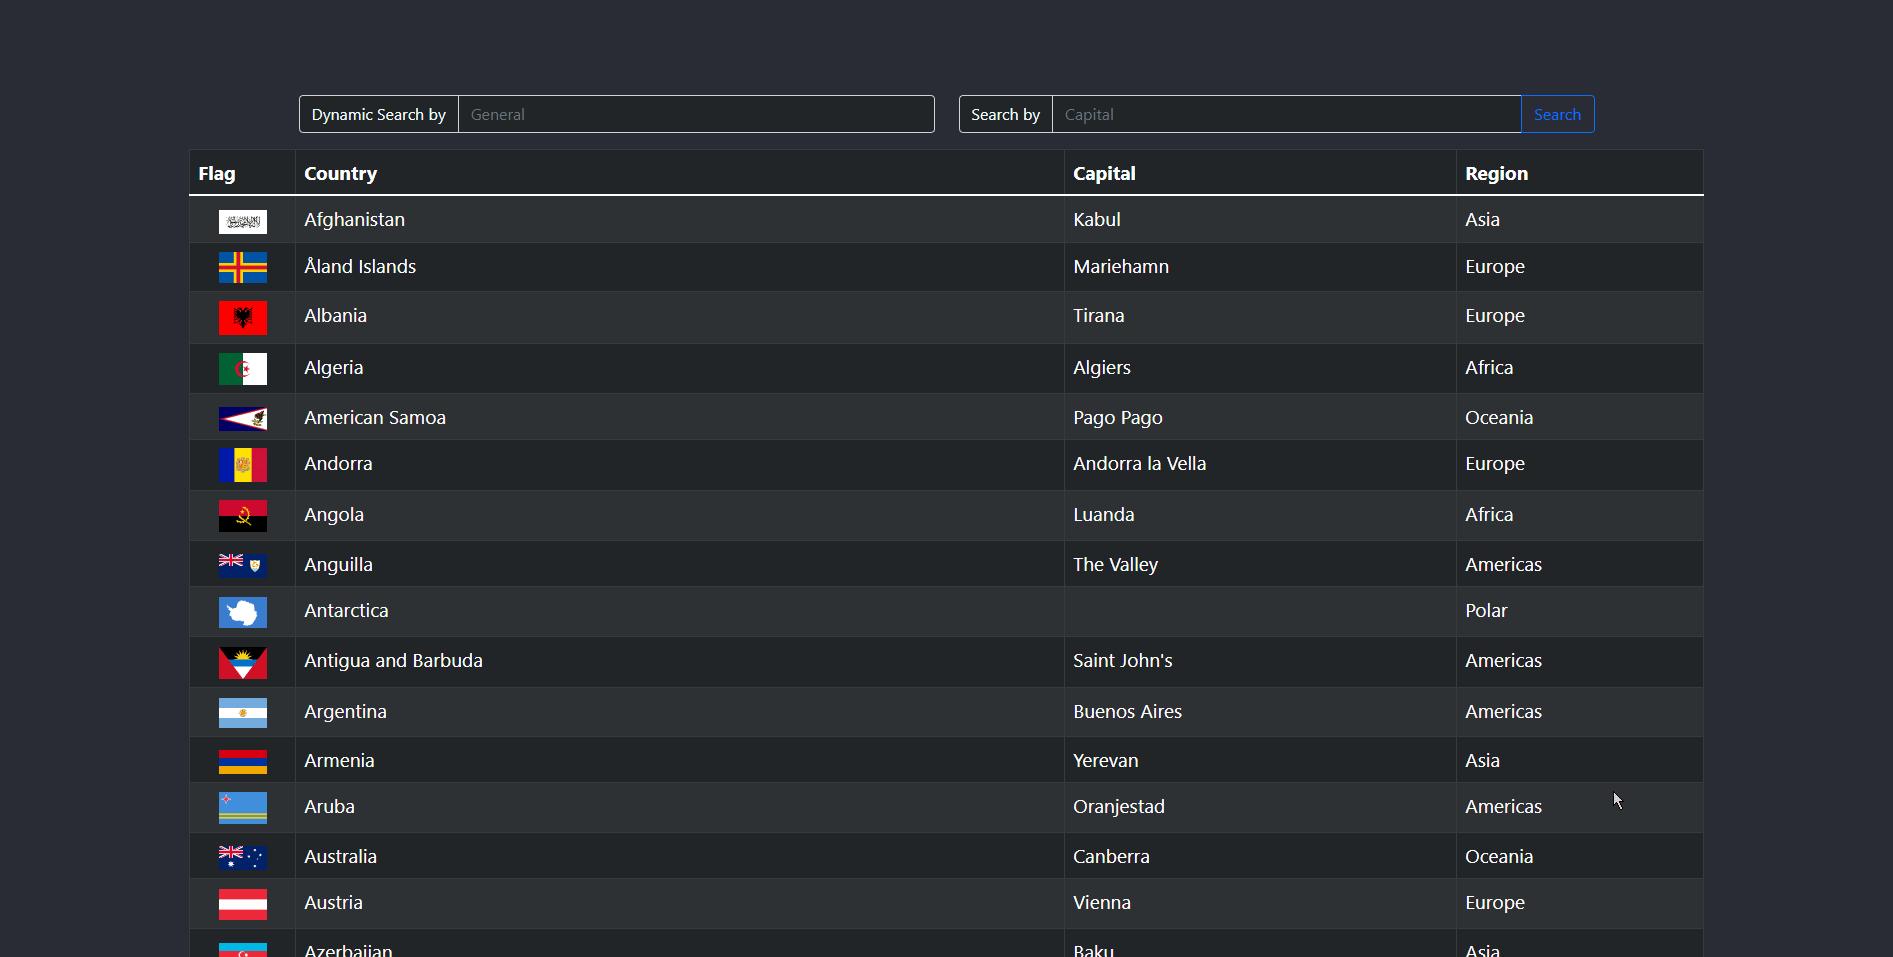 Dynamic Search by General Search by Capital Search
Flag Country Capital Region
Afghanistan Kabul Asia
Åland Islands Mariehamn Europe
Albania Tirana Europe
Algeria Algiers Africa
American Samoa Pago Pago Oceania
Andorra Andorra la Vella Europe
Angola Luanda Africa
Anguilla The Valley Americas
Antarctica Polar
Antigua and Barbuda Saint John's Americas
Argentina Buenos Aires Americas
Armenia Yerevan Asia
Aruba Oranjestad Americas
Australia Canberra Oceania
Austria Vienna Europe
Azerbaijan Baku Asia